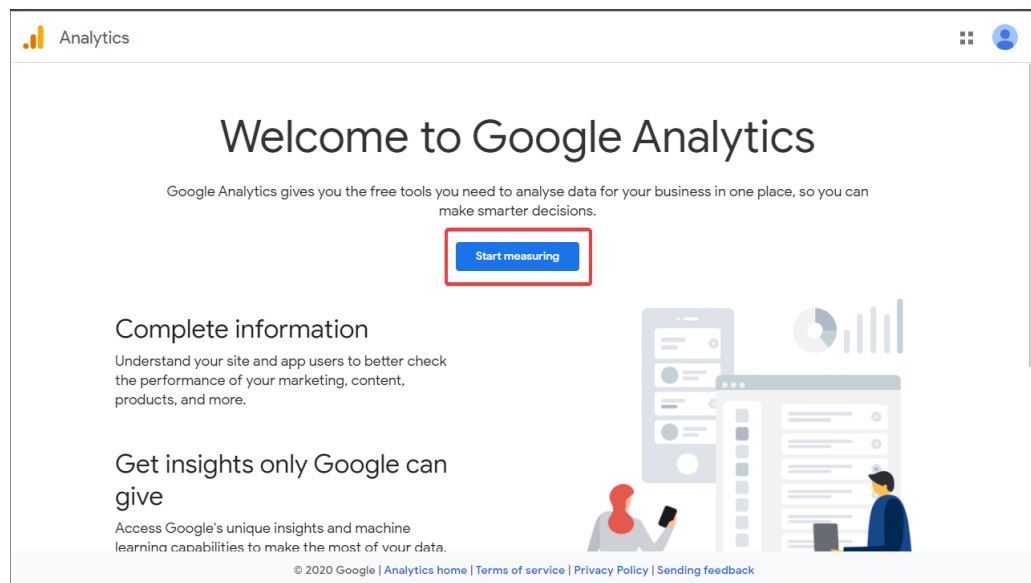 Analytics
Welcome to Google Analytics
Google Analytics gives you the free tools you need to analyse data for your business in one place, so you can
make smarter decisions.
Start measuring
Complete information
Understand your site and app users to better check
the performance of your marketing, content,
products, and more.
Get insights only Google can
give
Access Google's unique insights and machine
learning capabilities to make the most of your data.
© 2020 Google | Analytics home | Terms of service | Privacy Policy | Sending feedback